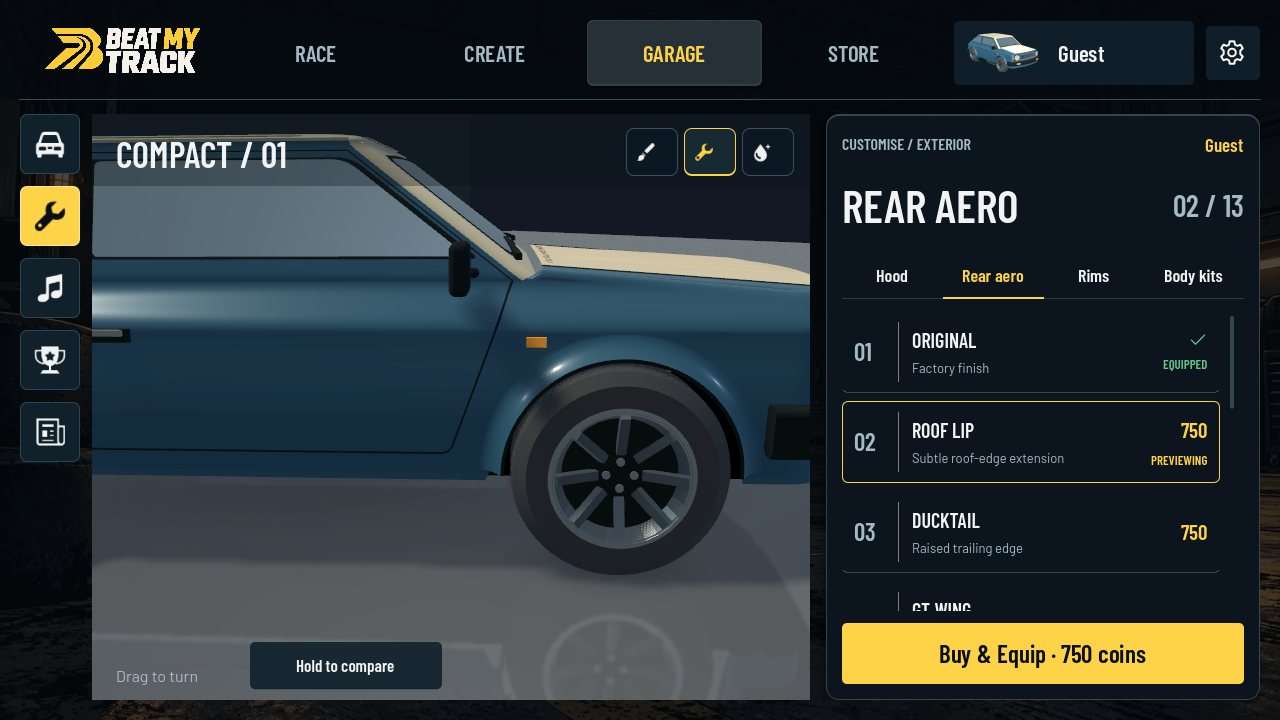 BEAT MY
TRACK
RACE
CREATE
GARAGE
STORE
Guest
COMPACT / 01
CUSTOMISE / EXTERIOR
Guest
REAR AERO
02 / 13
Hood
Rear aero
Rims
Body kits
01
ORIGINAL
Factory finish
EQUIPPED
02
ROOF LIP
Subtle roof-edge extension
750
PREVIEWING
03
DUCKTAIL
Raised trailing edge
750
GT WING
Hold to compare
Drag to turn
Buy & Equip · 750 coins